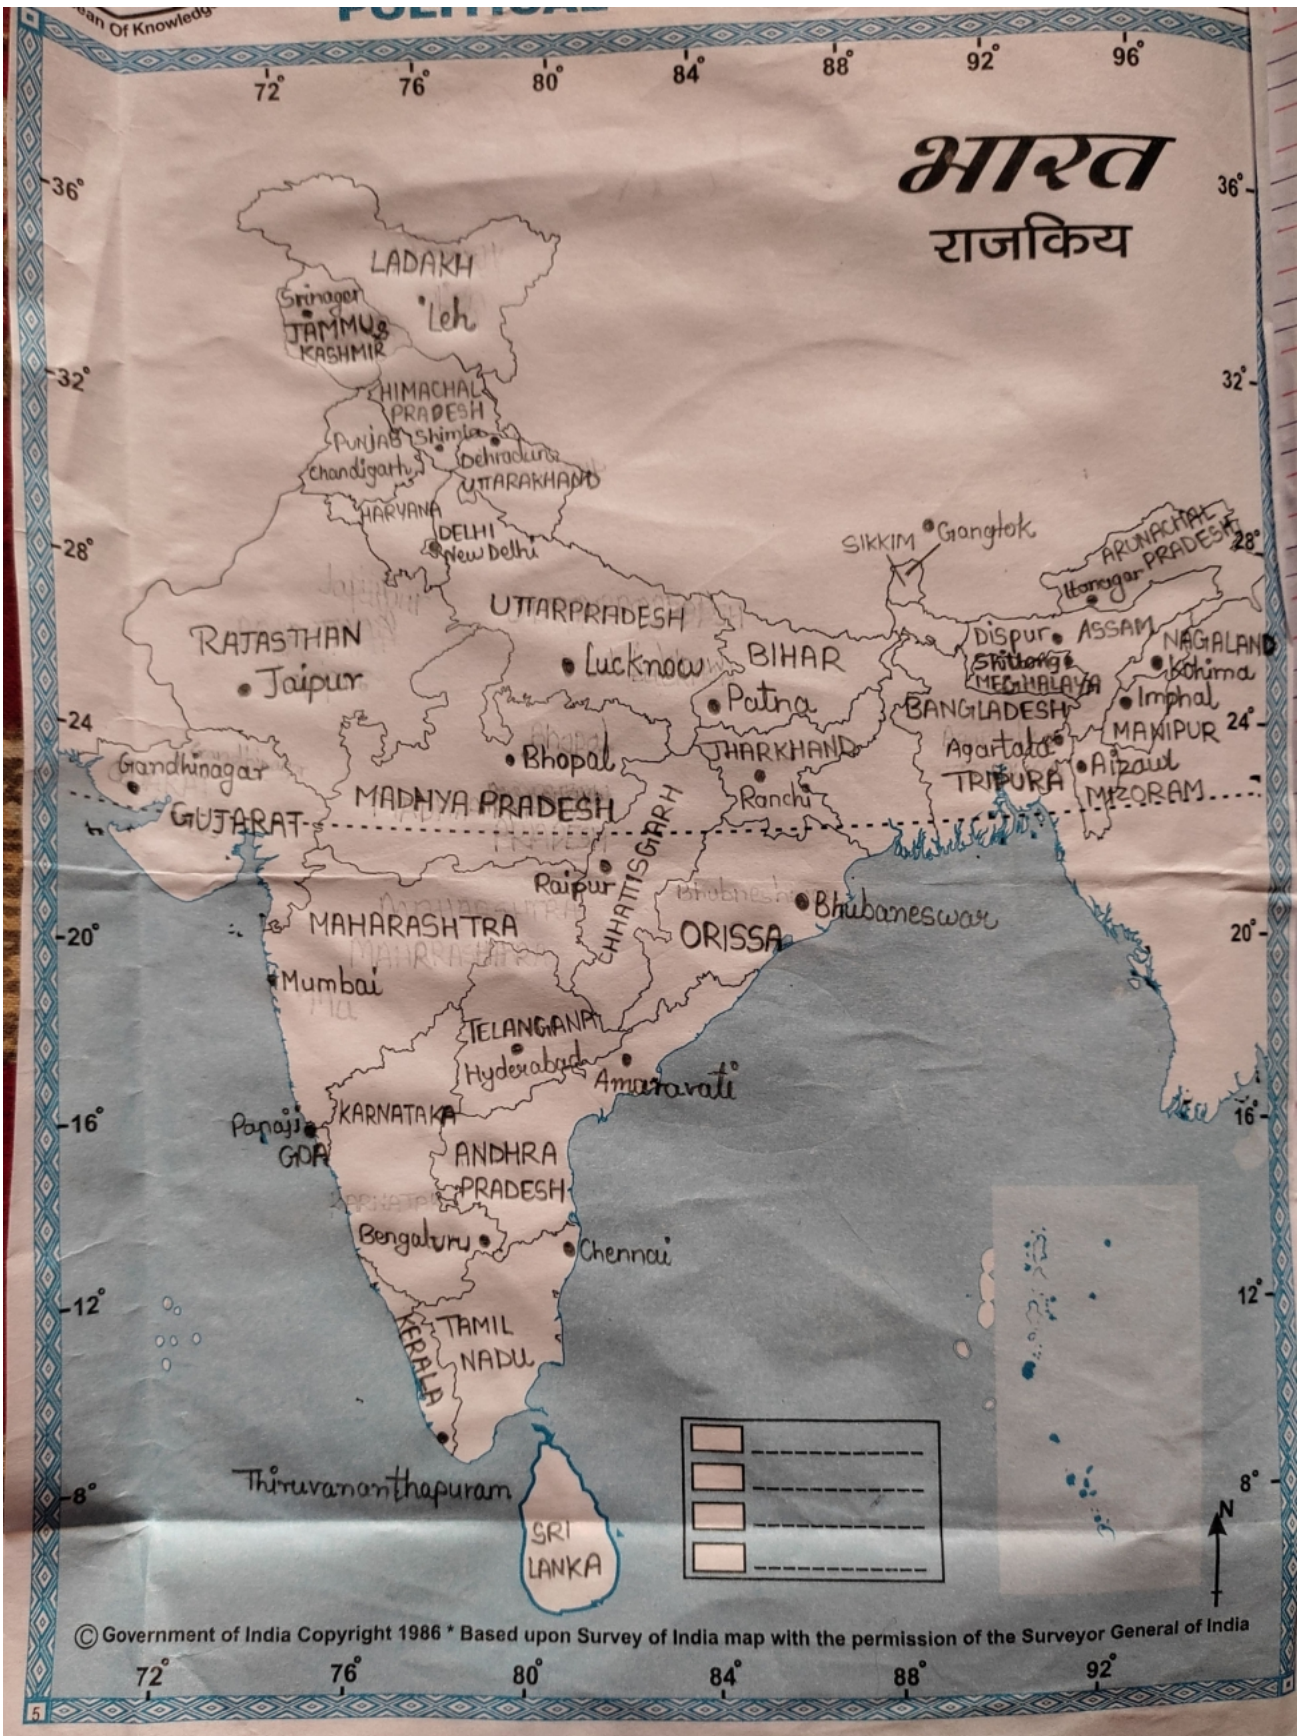 Of Knowledge
POLITICAL
72° 76° 80° 84° 88° 92° 96°
भारत
राजकिय
36° 36°
LADAKH
Leh
Srinagar
JAMMU &
KASHMIR
32° 32°
HIMACHAL
PRADESH
PUNJAB Shimla
Chandigarh Dehradun
UTTARAKHAND
HARYANA
DELHI
New Delhi
SIKKIM Gangtok
ARUNACHAL
PRADESH
Itanagar
28° 28°
UTTARPRADESH
Lucknow
RAJASTHAN
Jaipur
BIHAR
Patna
Dispur ASSAM
NAGALAND
Kohima
Shillong
MEGHALAYA
Imphal
MANIPUR
BANGLADESH
24° 24°
Gandhinagar
GUJARAT
Bhopal
MADHYA PRADESH
JHARKHAND
Ranchi
Agartala
TRIPURA
Aizawl
MIZORAM
Raipur
CHHATISGARH
Bhubneshw
Bhubaneswar
ORISSA
MAHARASHTRA
MAHARASHTRA
Mumbai
Ma
20° 20°
TELANGANA
Hyderabad
Amaravati
16° 16°
KARNATAKA
Panaji
GOA
ANDHRA
PRADESH
KARNATAK
Bengaluru
Chennai
12° 12°
KERALA
TAMIL
NADU
Thiruvananthapuram
8° 8°
SRI
LANKA
N
© Government of India Copyright 1986 * Based upon Survey of India map with the permission of the Surveyor General of India
72° 76° 80° 84° 88° 92°
5